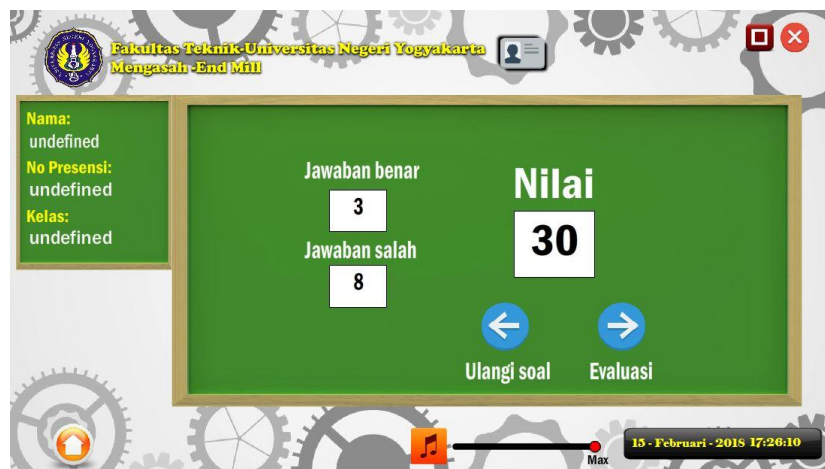 Fakultas Teknik-Universitas Negeri Yogyakarta
Mengasah -End Mill
Nama:
undefined
No Presensi:
undefined
Kelas:
undefined
Jawaban benar
3
Jawaban salah
8
Nilai
30
Ulangi soal
Evaluasi
Max
15 - Februari - 2018 17:26:10